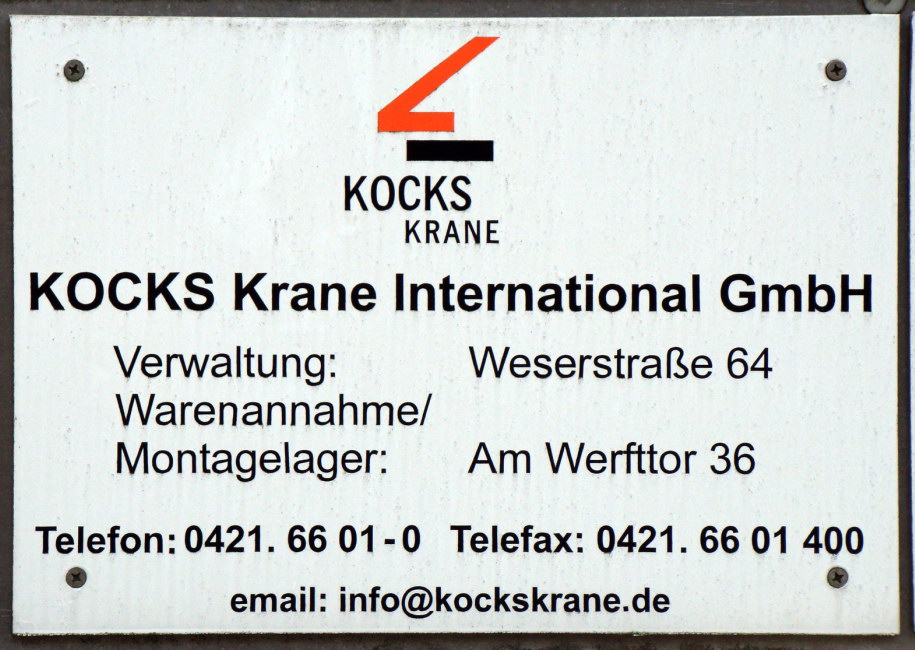 KOCKS
KRANE
KOCKS Krane International GmbH
Verwaltung: Weserstraße 64
Warenannahme/
Montagelager: Am Werfttor 36
Telefon: 0421. 66 01-0 Telefax: 0421. 66 01 400
email: info@kockskrane.de